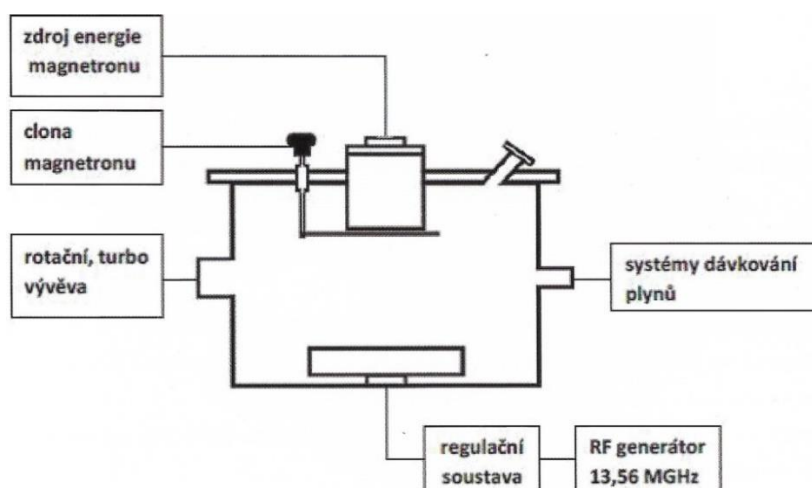 zdroj energie
magnetronu
clona
magnetronu
rotační, turbo
vývěva
systémy dávkování
plynů
regulační
soustava
RF generátor
13,56 MGHz